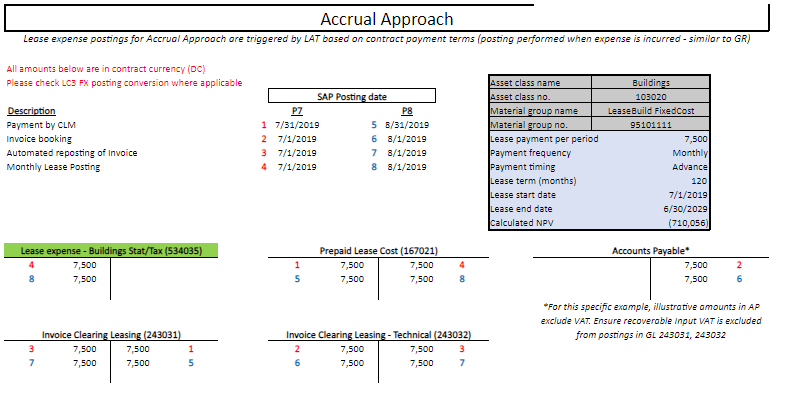 Accrual Approach
Lease expense postings for Accrual Approach are triggered by LAT based on contract payment terms (posting performed when expense is incurred - similar to GR)
All amounts below are in contract currency (DC)
Please check LC3 FX posting conversion where applicable
SAP Posting date
Description P7 P8
Payment by CLM 1 7/31/2019 5 8/31/2019
Invoice booking 2 7/1/2019 6 8/1/2019
Automated reposting of Invoice 3 7/1/2019 7 8/1/2019
Monthly Lease Posting 4 7/1/2019 8 8/1/2019
Asset class name Buildings
Asset class no. 103020
Material group name LeaseBuild FixedCost
Material group no. 95101111
Lease payment per period 7,500
Payment frequency Monthly
Payment timing Advance
Lease term (months) 120
Lease start date 7/1/2019
Lease end date 6/30/2029
Calculated NPV (710,056)
Lease expense - Buildings Stat/Tax (534035)
4 7,500
8 7,500
Prepaid Lease Cost (167021)
1 7,500 7,500 4
5 7,500 7,500 8
Accounts Payable*
7,500 2
7,500 6
*For this specific example, illustrative amounts in AP
exclude VAT. Ensure recoverable Input VAT is excluded
from postings in GL 243031, 243032
Invoice Clearing Leasing (243031)
3 7,500 7,500 1
7 7,500 7,500 5
Invoice Clearing Leasing - Technical (243032)
2 7,500 7,500 3
6 7,500 7,500 7